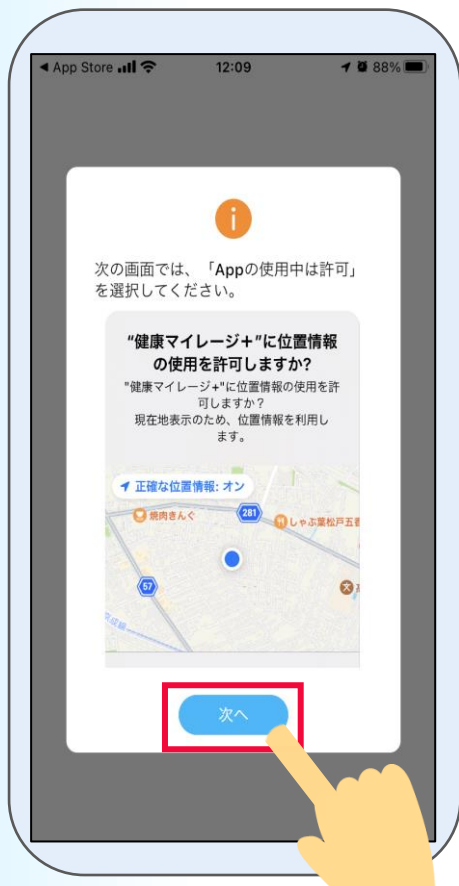 ◀ App Store 12:09 88%
i
次の画面では、「Appの使用中は許可」
を選択してください。
“健康マイレージ＋”に位置情報
の使用を許可しますか?
"健康マイレージ+"に位置情報の使用を許
可しますか？
現在地表示のため、位置情報を利用し
ます。
正確な位置情報: オン
焼肉きんぐ
281
しゃぶ葉松戸五香
57
京成線
次へ